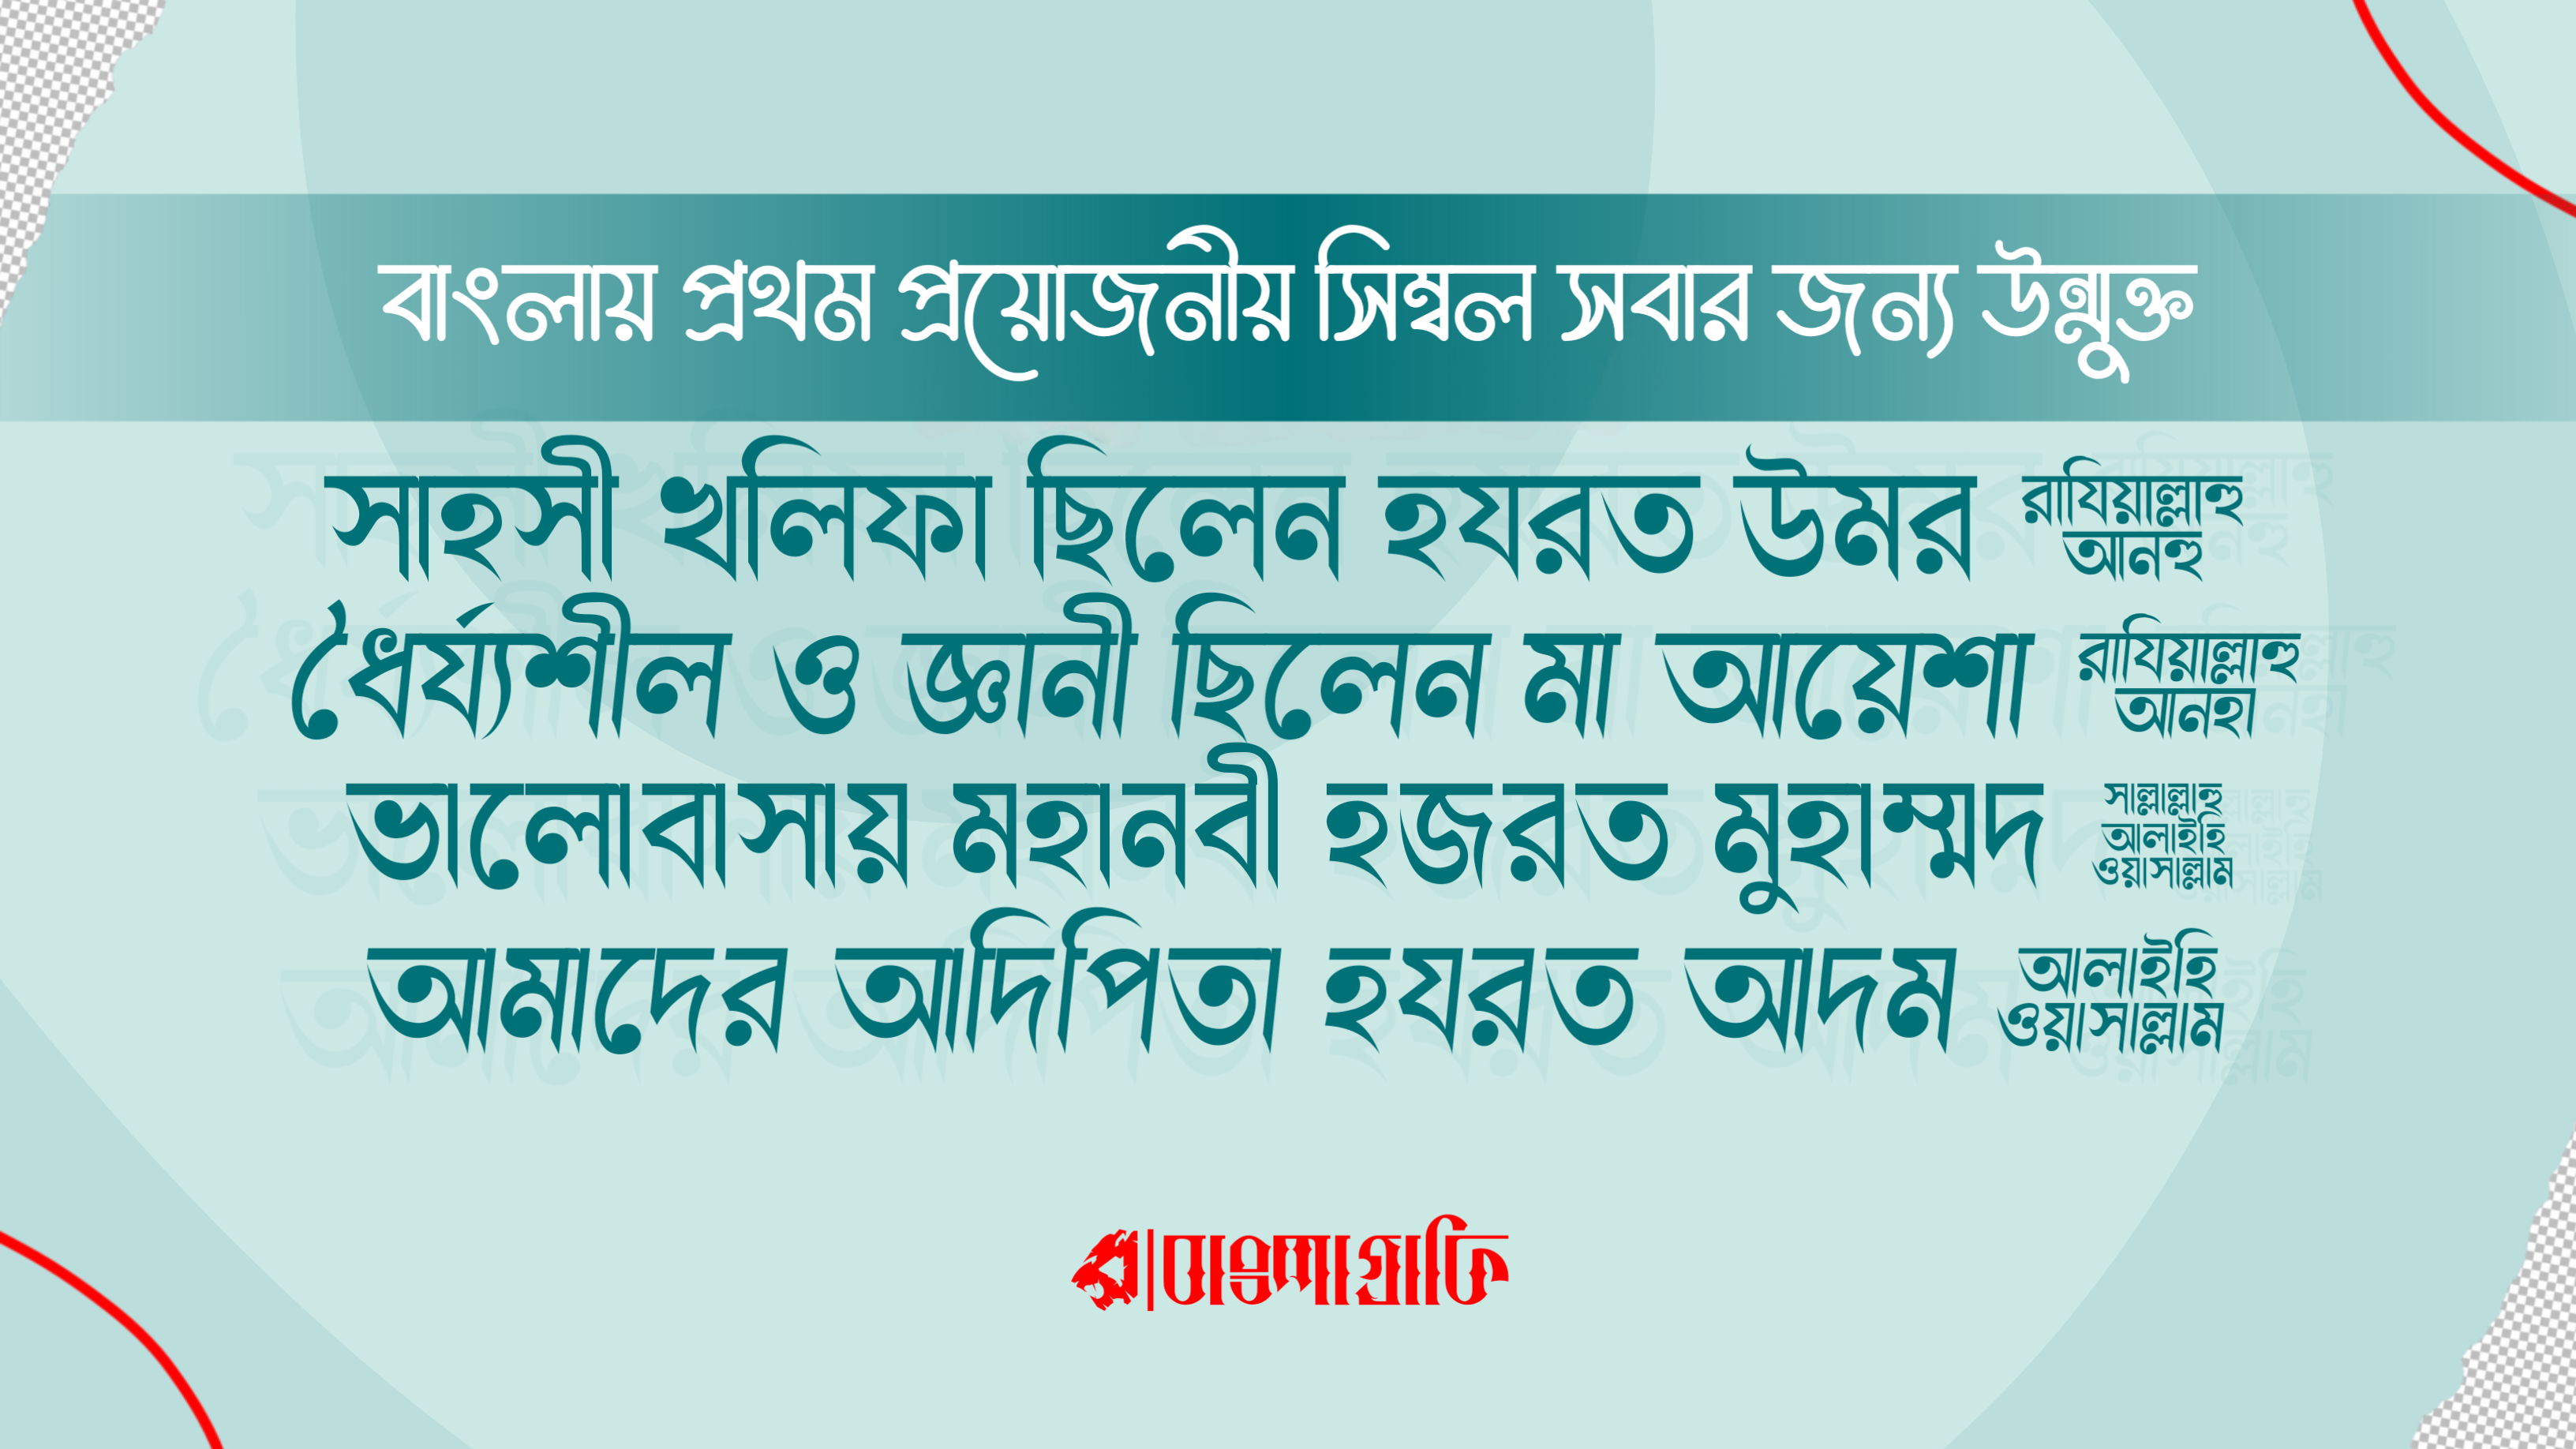 বাংলায় প্রথম প্রয়োজনীয় সিম্বল সবার জন্য উন্মুক্ত
সাহসী খলিফা ছিলেন হযরত উমর রাযিয়াল্লাহু আনহু
ধৈর্য্যশীল ও জ্ঞানী ছিলেন মা আয়েশা রাযিয়াল্লাহু আনহা
ভালোবাসায় মহানবী হজরত মুহাম্মদ সাল্লাল্লাহু আলাইহি ওয়াসাল্লাম
আমাদের আদিপিতা হযরত আদম আলাইহি ওয়াসাল্লাম
বাঙলাগ্রাফি